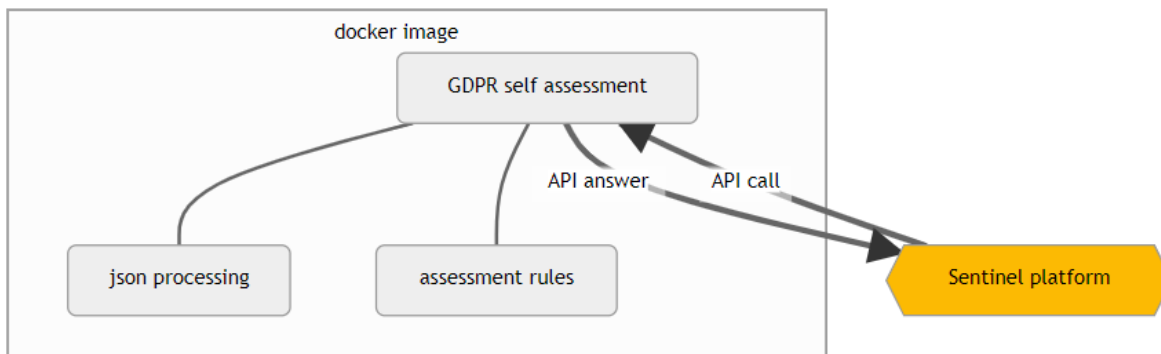 docker image
GDPR self assessment
API answer
API call
json processing
assessment rules
Sentinel platform